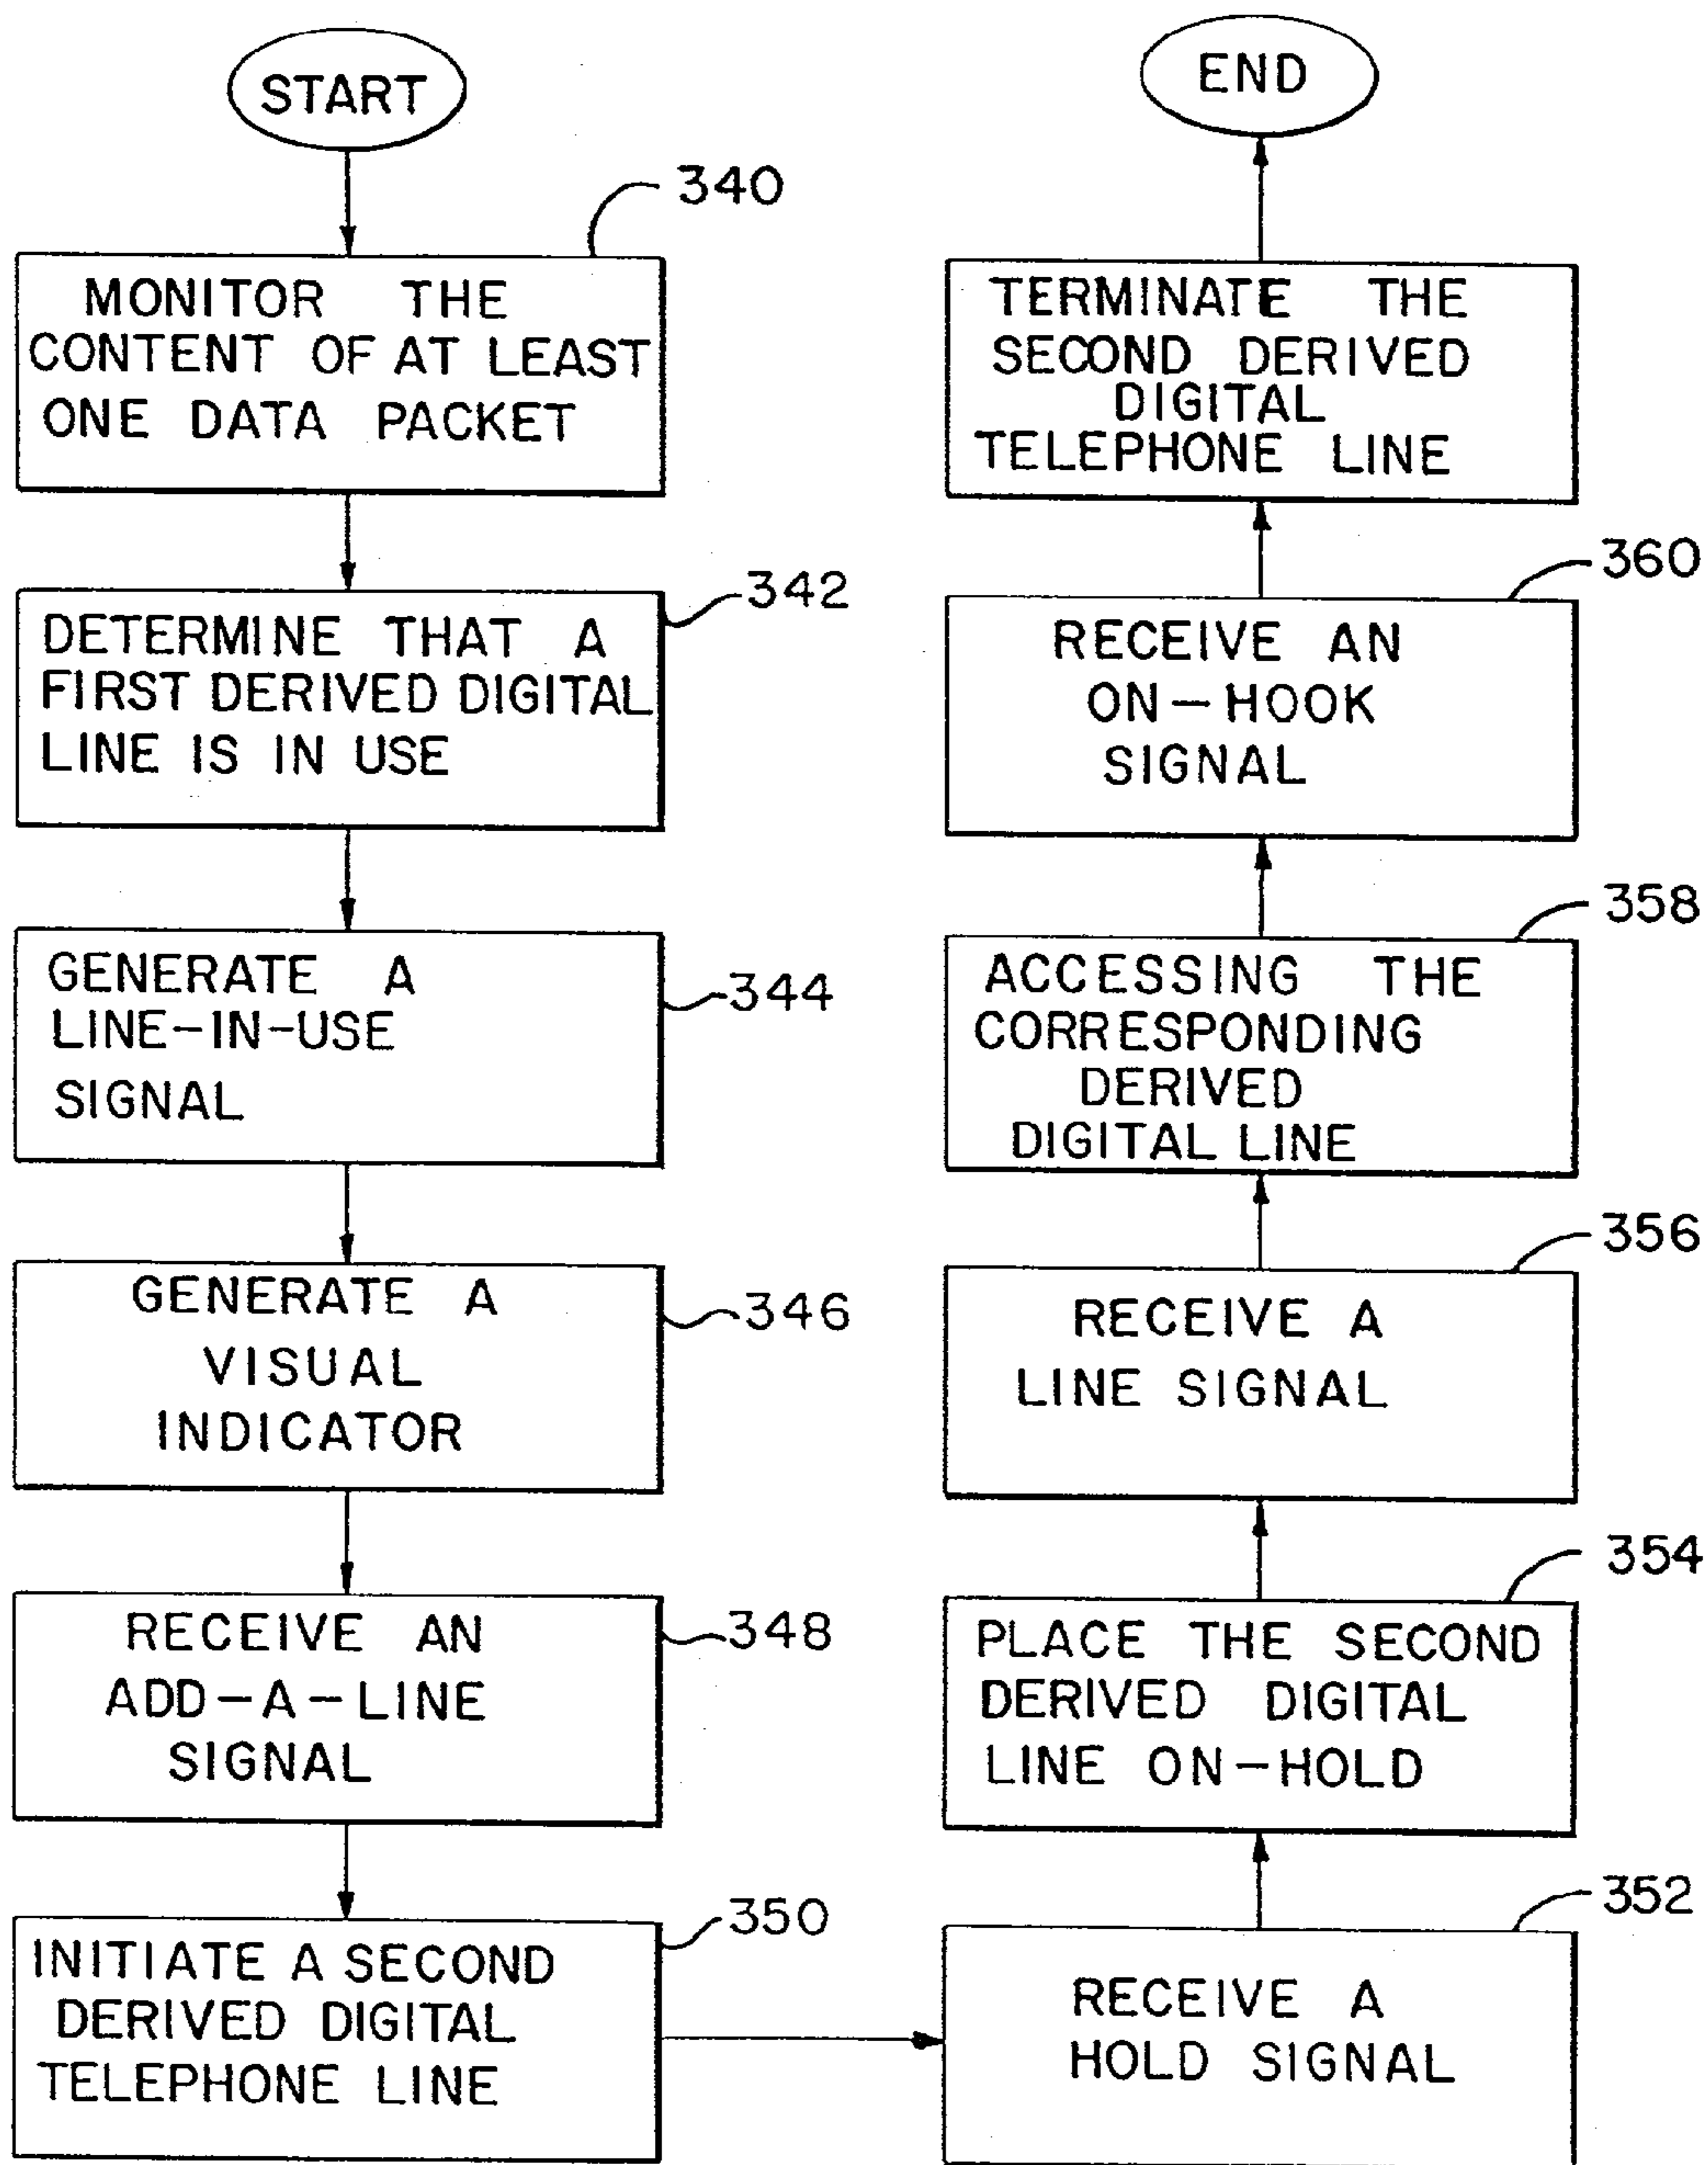 START
340
MONITOR THE
CONTENT OF AT LEAST
ONE DATA PACKET
342
DETERMINE THAT A
FIRST DERIVED DIGITAL
LINE IS IN USE
344
GENERATE A
LINE-IN-USE
SIGNAL
346
GENERATE A
VISUAL
INDICATOR
348
RECEIVE AN
ADD-A-LINE
SIGNAL
350
INITIATE A SECOND
DERIVED DIGITAL
TELEPHONE LINE
352
RECEIVE A
HOLD SIGNAL
354
PLACE THE SECOND
DERIVED DIGITAL
LINE ON-HOLD
356
RECEIVE A
LINE SIGNAL
358
ACCESSING THE
CORRESPONDING
DERIVED
DIGITAL LINE
360
RECEIVE AN
ON-HOOK
SIGNAL
TERMINATE THE
SECOND DERIVED
DIGITAL
TELEPHONE LINE
END